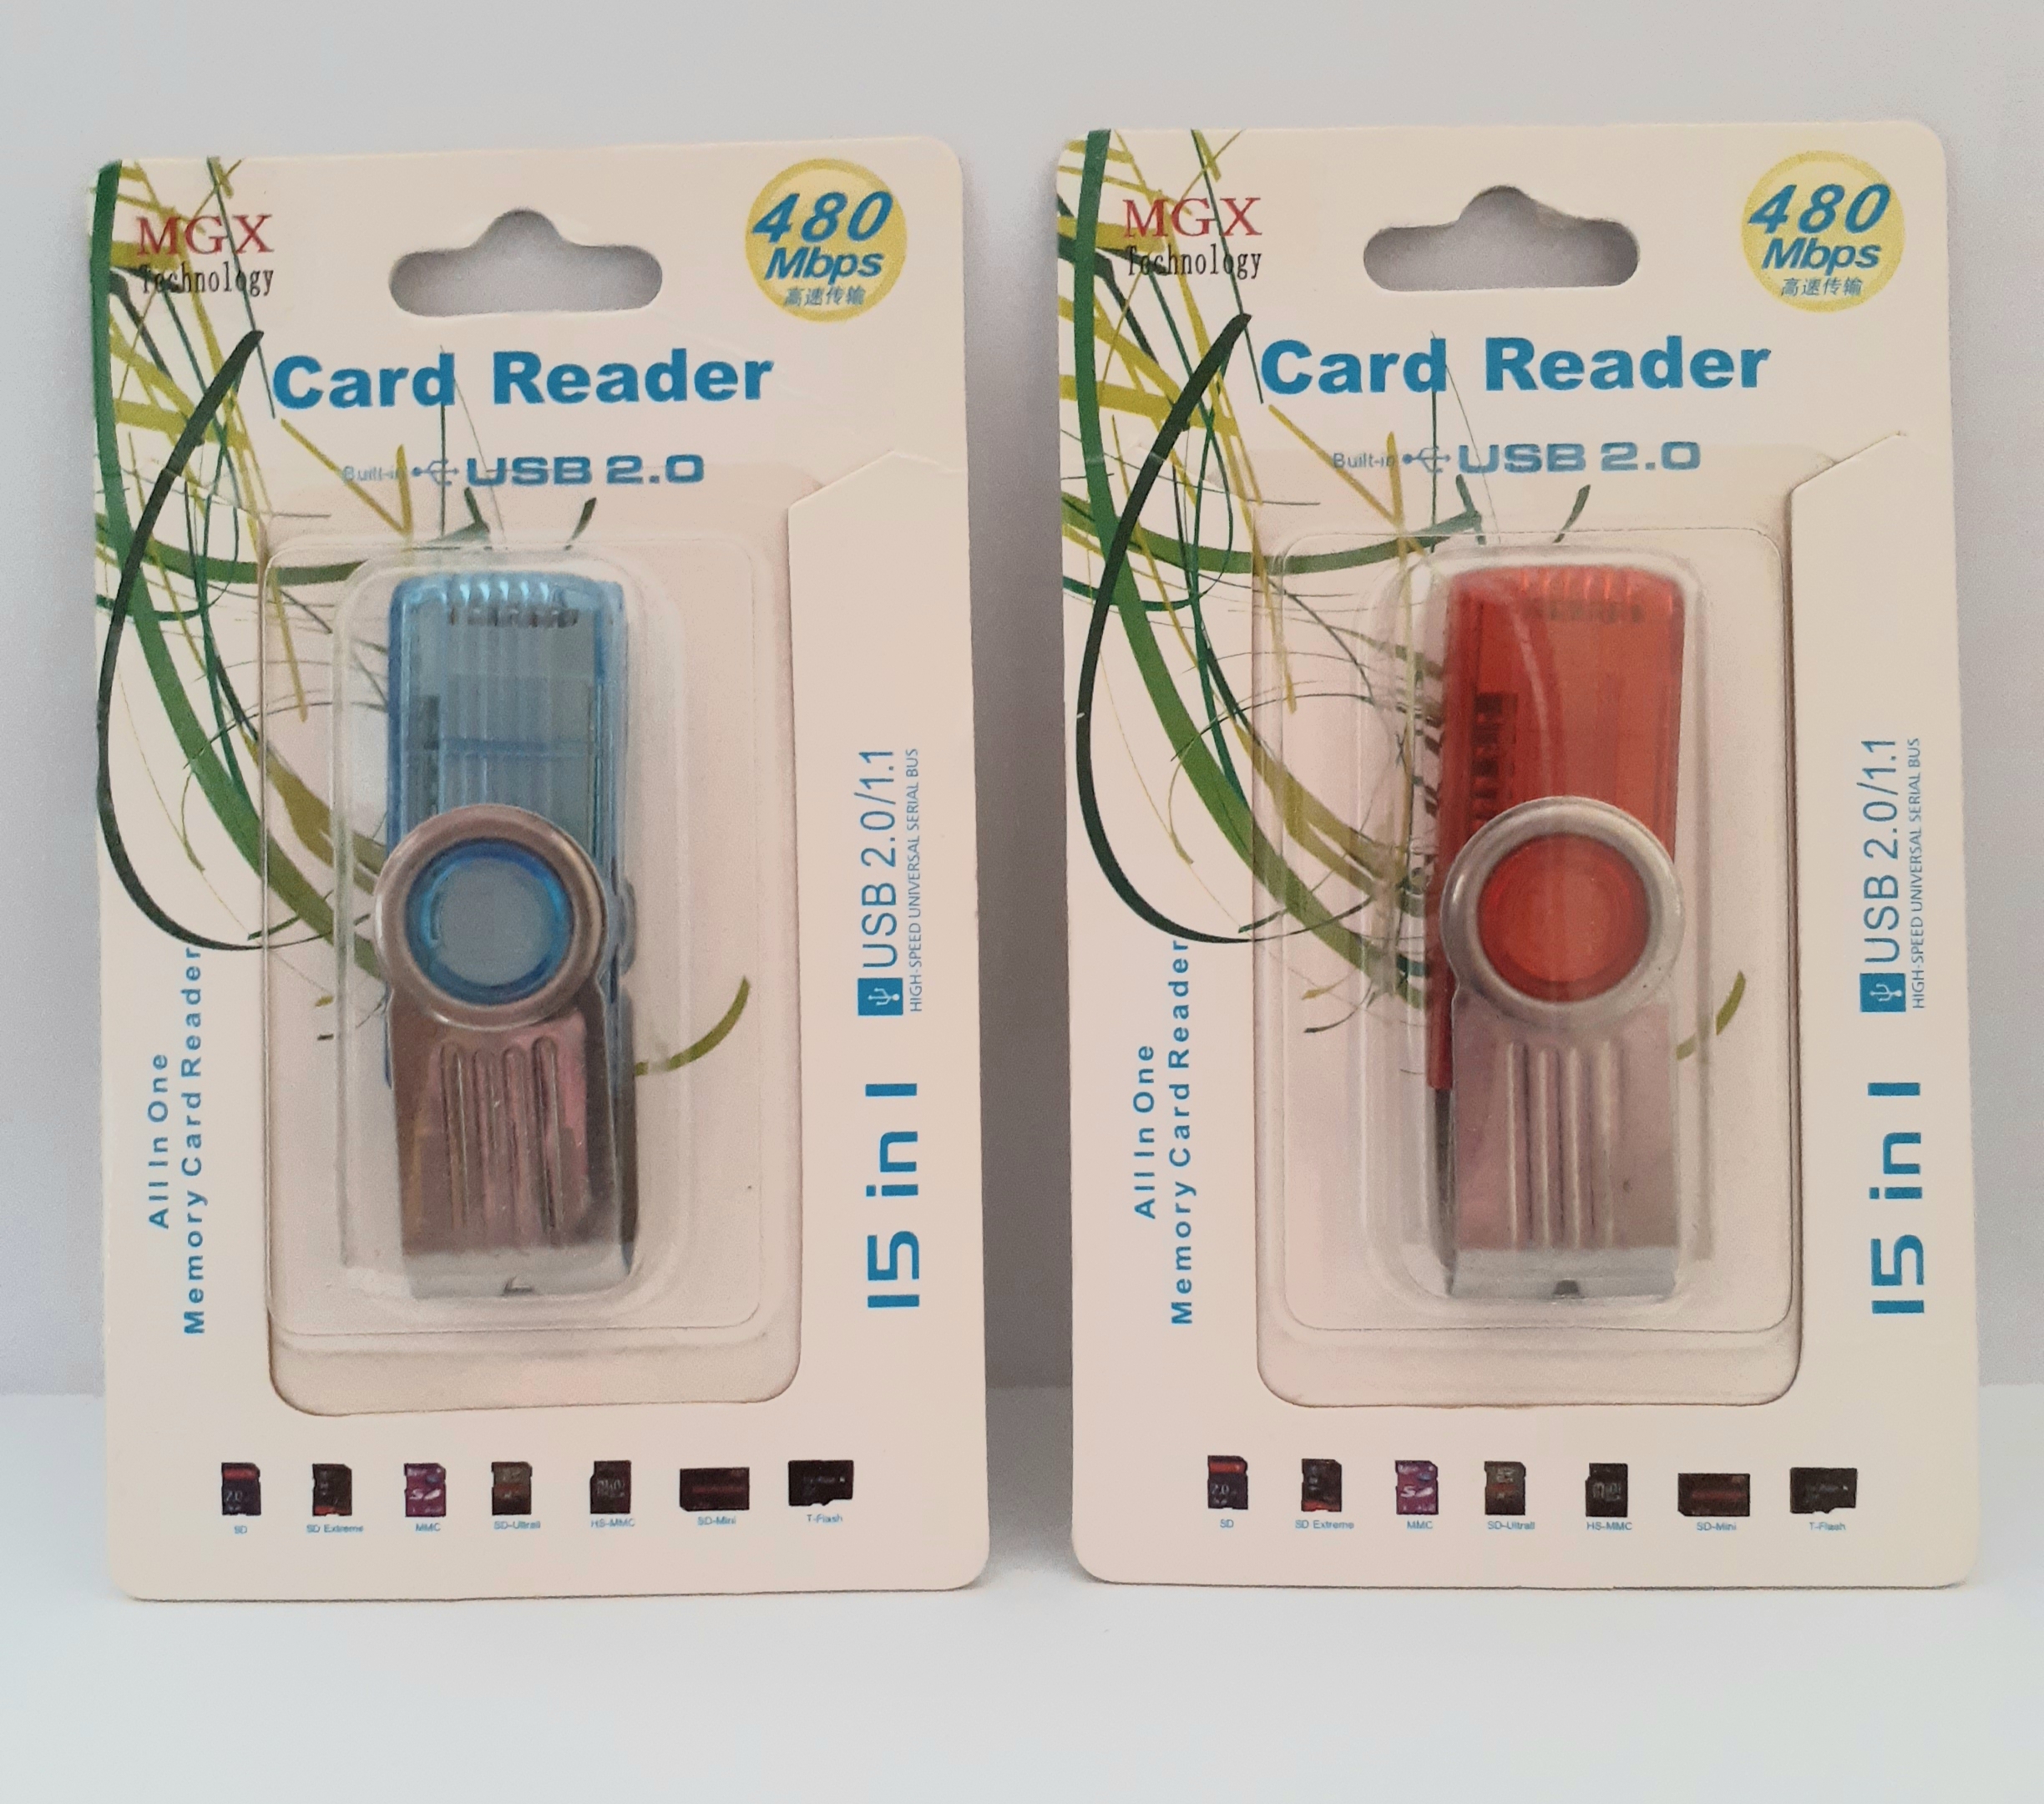 MGX
Technology
480
Mbps
高速传输
Card Reader
Built-in USB 2.0
USB 2.0/1.1
HIGH-SPEED UNIVERSAL SERIAL BUS
15 in 1
All In One
Memory Card Reader
SD
SD Extreme
MMC
SD-Ultrall
HS-MMC
SD-Mini
T-Flash
MGX
Technology
480
Mbps
高速传输
Card Reader
Built-in USB 2.0
USB 2.0/1.1
HIGH-SPEED UNIVERSAL SERIAL BUS
15 in 1
All In One
Memory Card Reader
SD
SD Extreme
MMC
SD-Ultrall
HS-MMC
SD-Mini
T-Flash